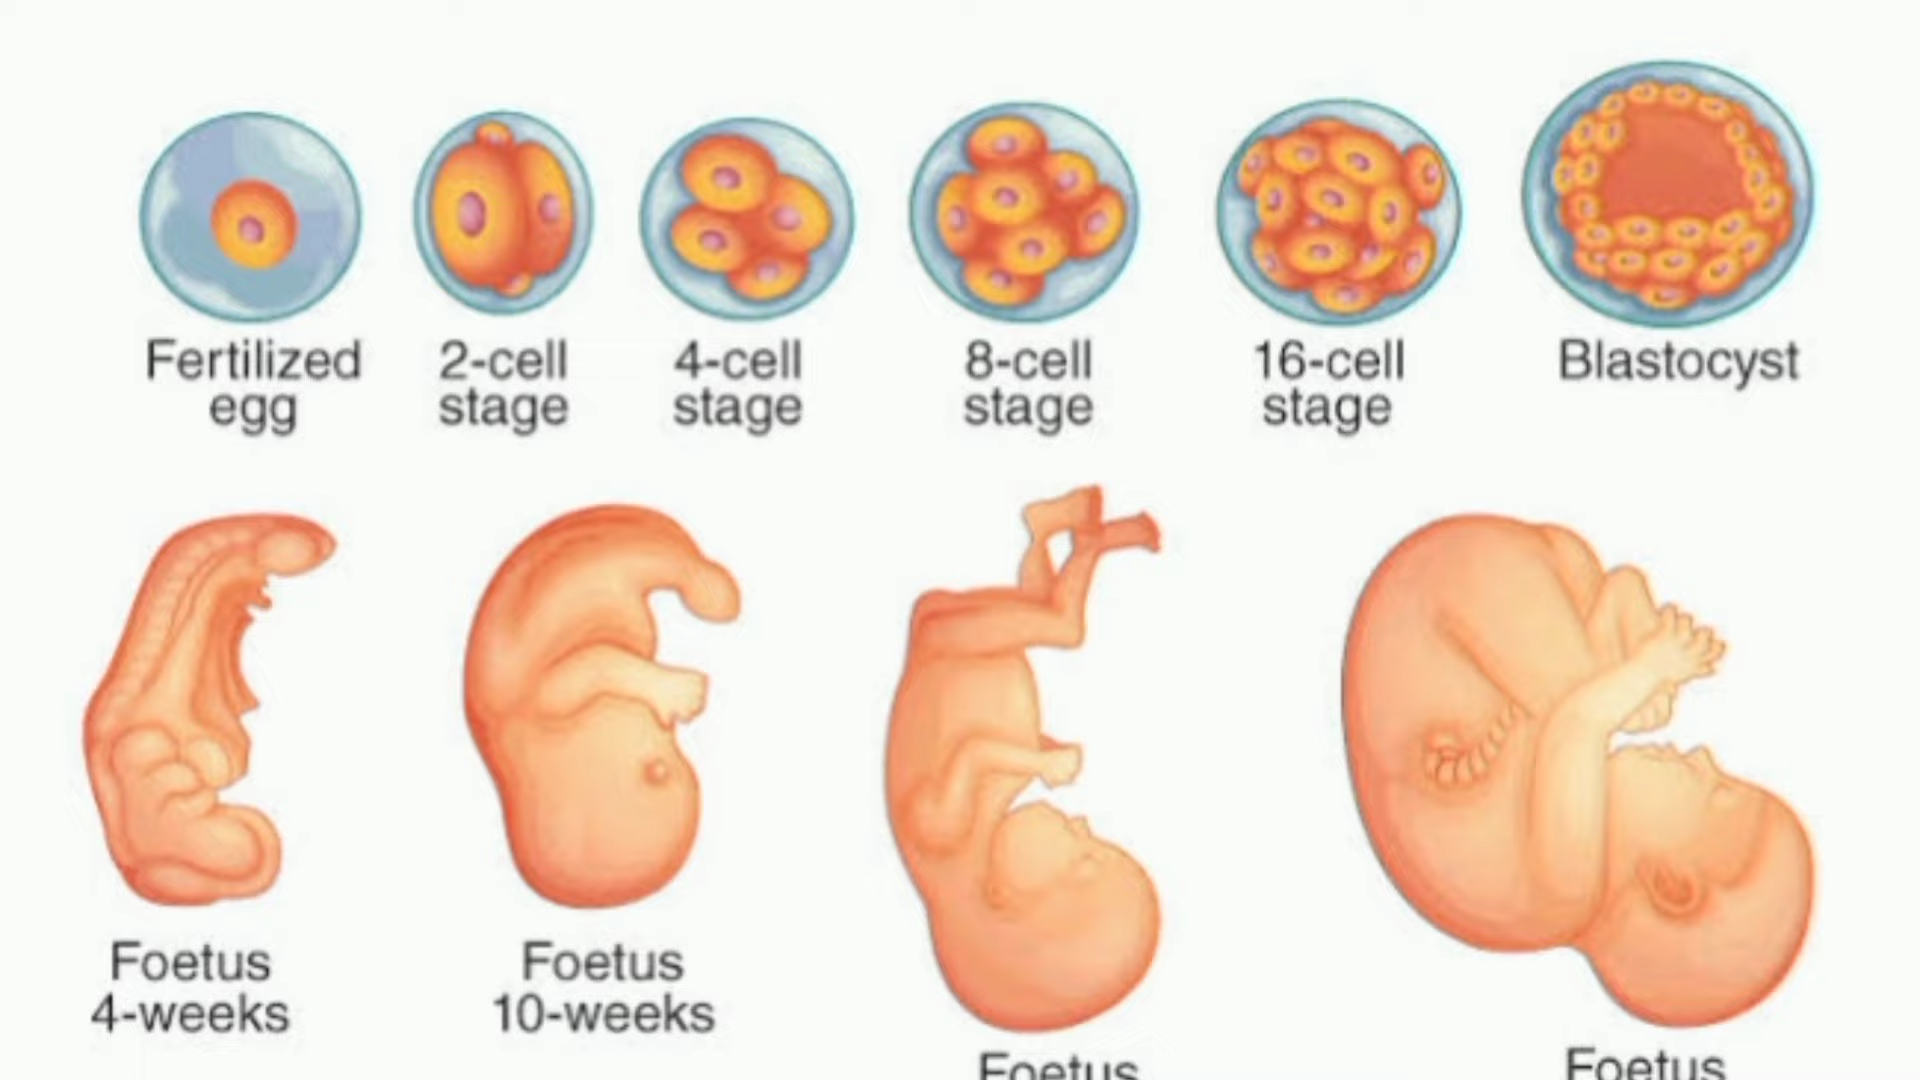 Fertilized
egg
2-cell
stage
4-cell
stage
8-cell
stage
16-cell
stage
Blastocyst
Foetus
4-weeks
Foetus
10-weeks
Foetus
Foetus